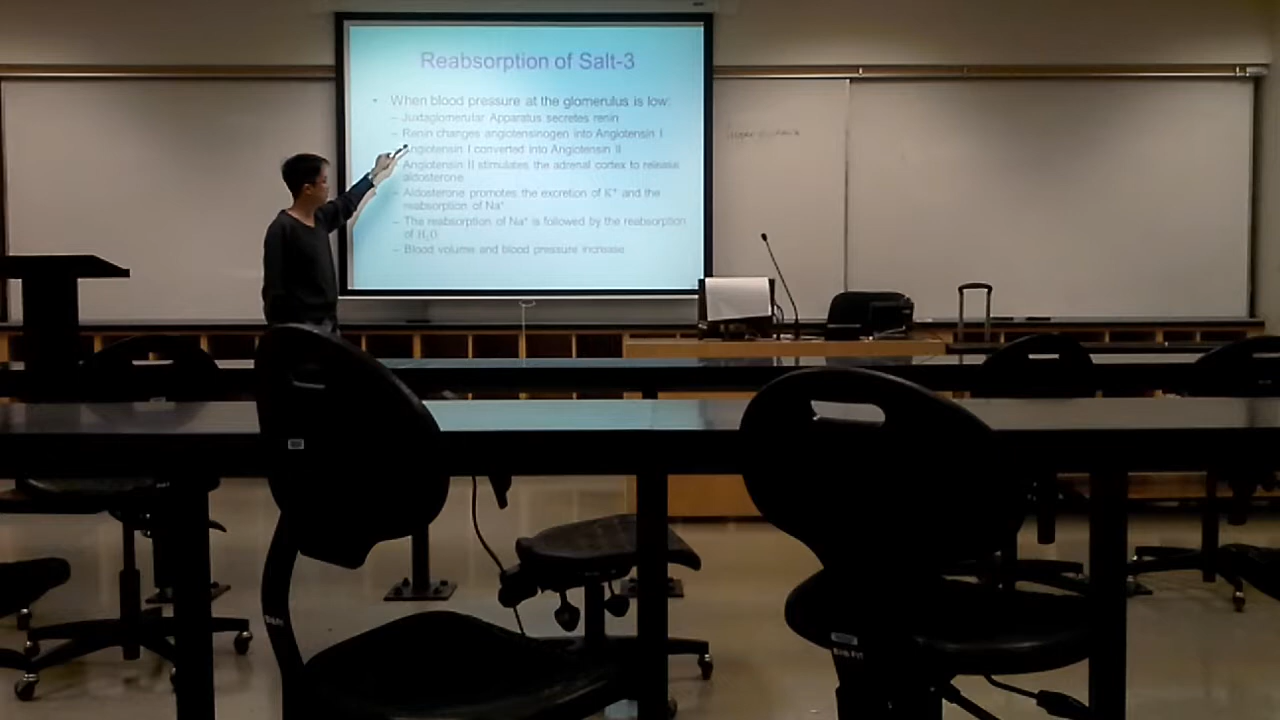 Reabsorption of Salt-3
• When blood pressure at the glomerulus is low:
– Juxtaglomerular Apparatus secretes renin
– Renin changes angiotensinogen into Angiotensin I
ngiotensin I converted into Angiotensin II
Angiotensin II stimulates the adrenal cortex to release
aldosterone
– Aldosterone promotes the excretion of K⁺ and the
reabsorption of Na⁺
– The reabsorption of Na⁺ is followed by the reabsorption
of H₂O
– Blood volume and blood pressure increase